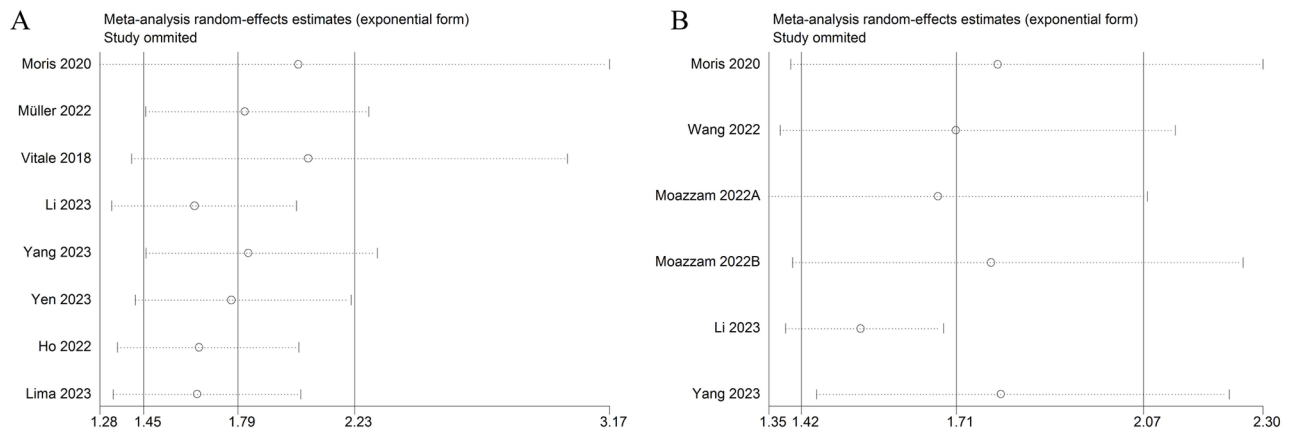 A
Meta-analysis random-effects estimates (exponential form)
Study ommited
Moris 2020
Müller 2022
Vitale 2018
Li 2023
Yang 2023
Yen 2023
Ho 2022
Lima 2023
1.28 1.45 1.79 2.23 3.17
B
Meta-analysis random-effects estimates (exponential form)
Study ommited
Moris 2020
Wang 2022
Moazzam 2022A
Moazzam 2022B
Li 2023
Yang 2023
1.35 1.42 1.71 2.07 2.30